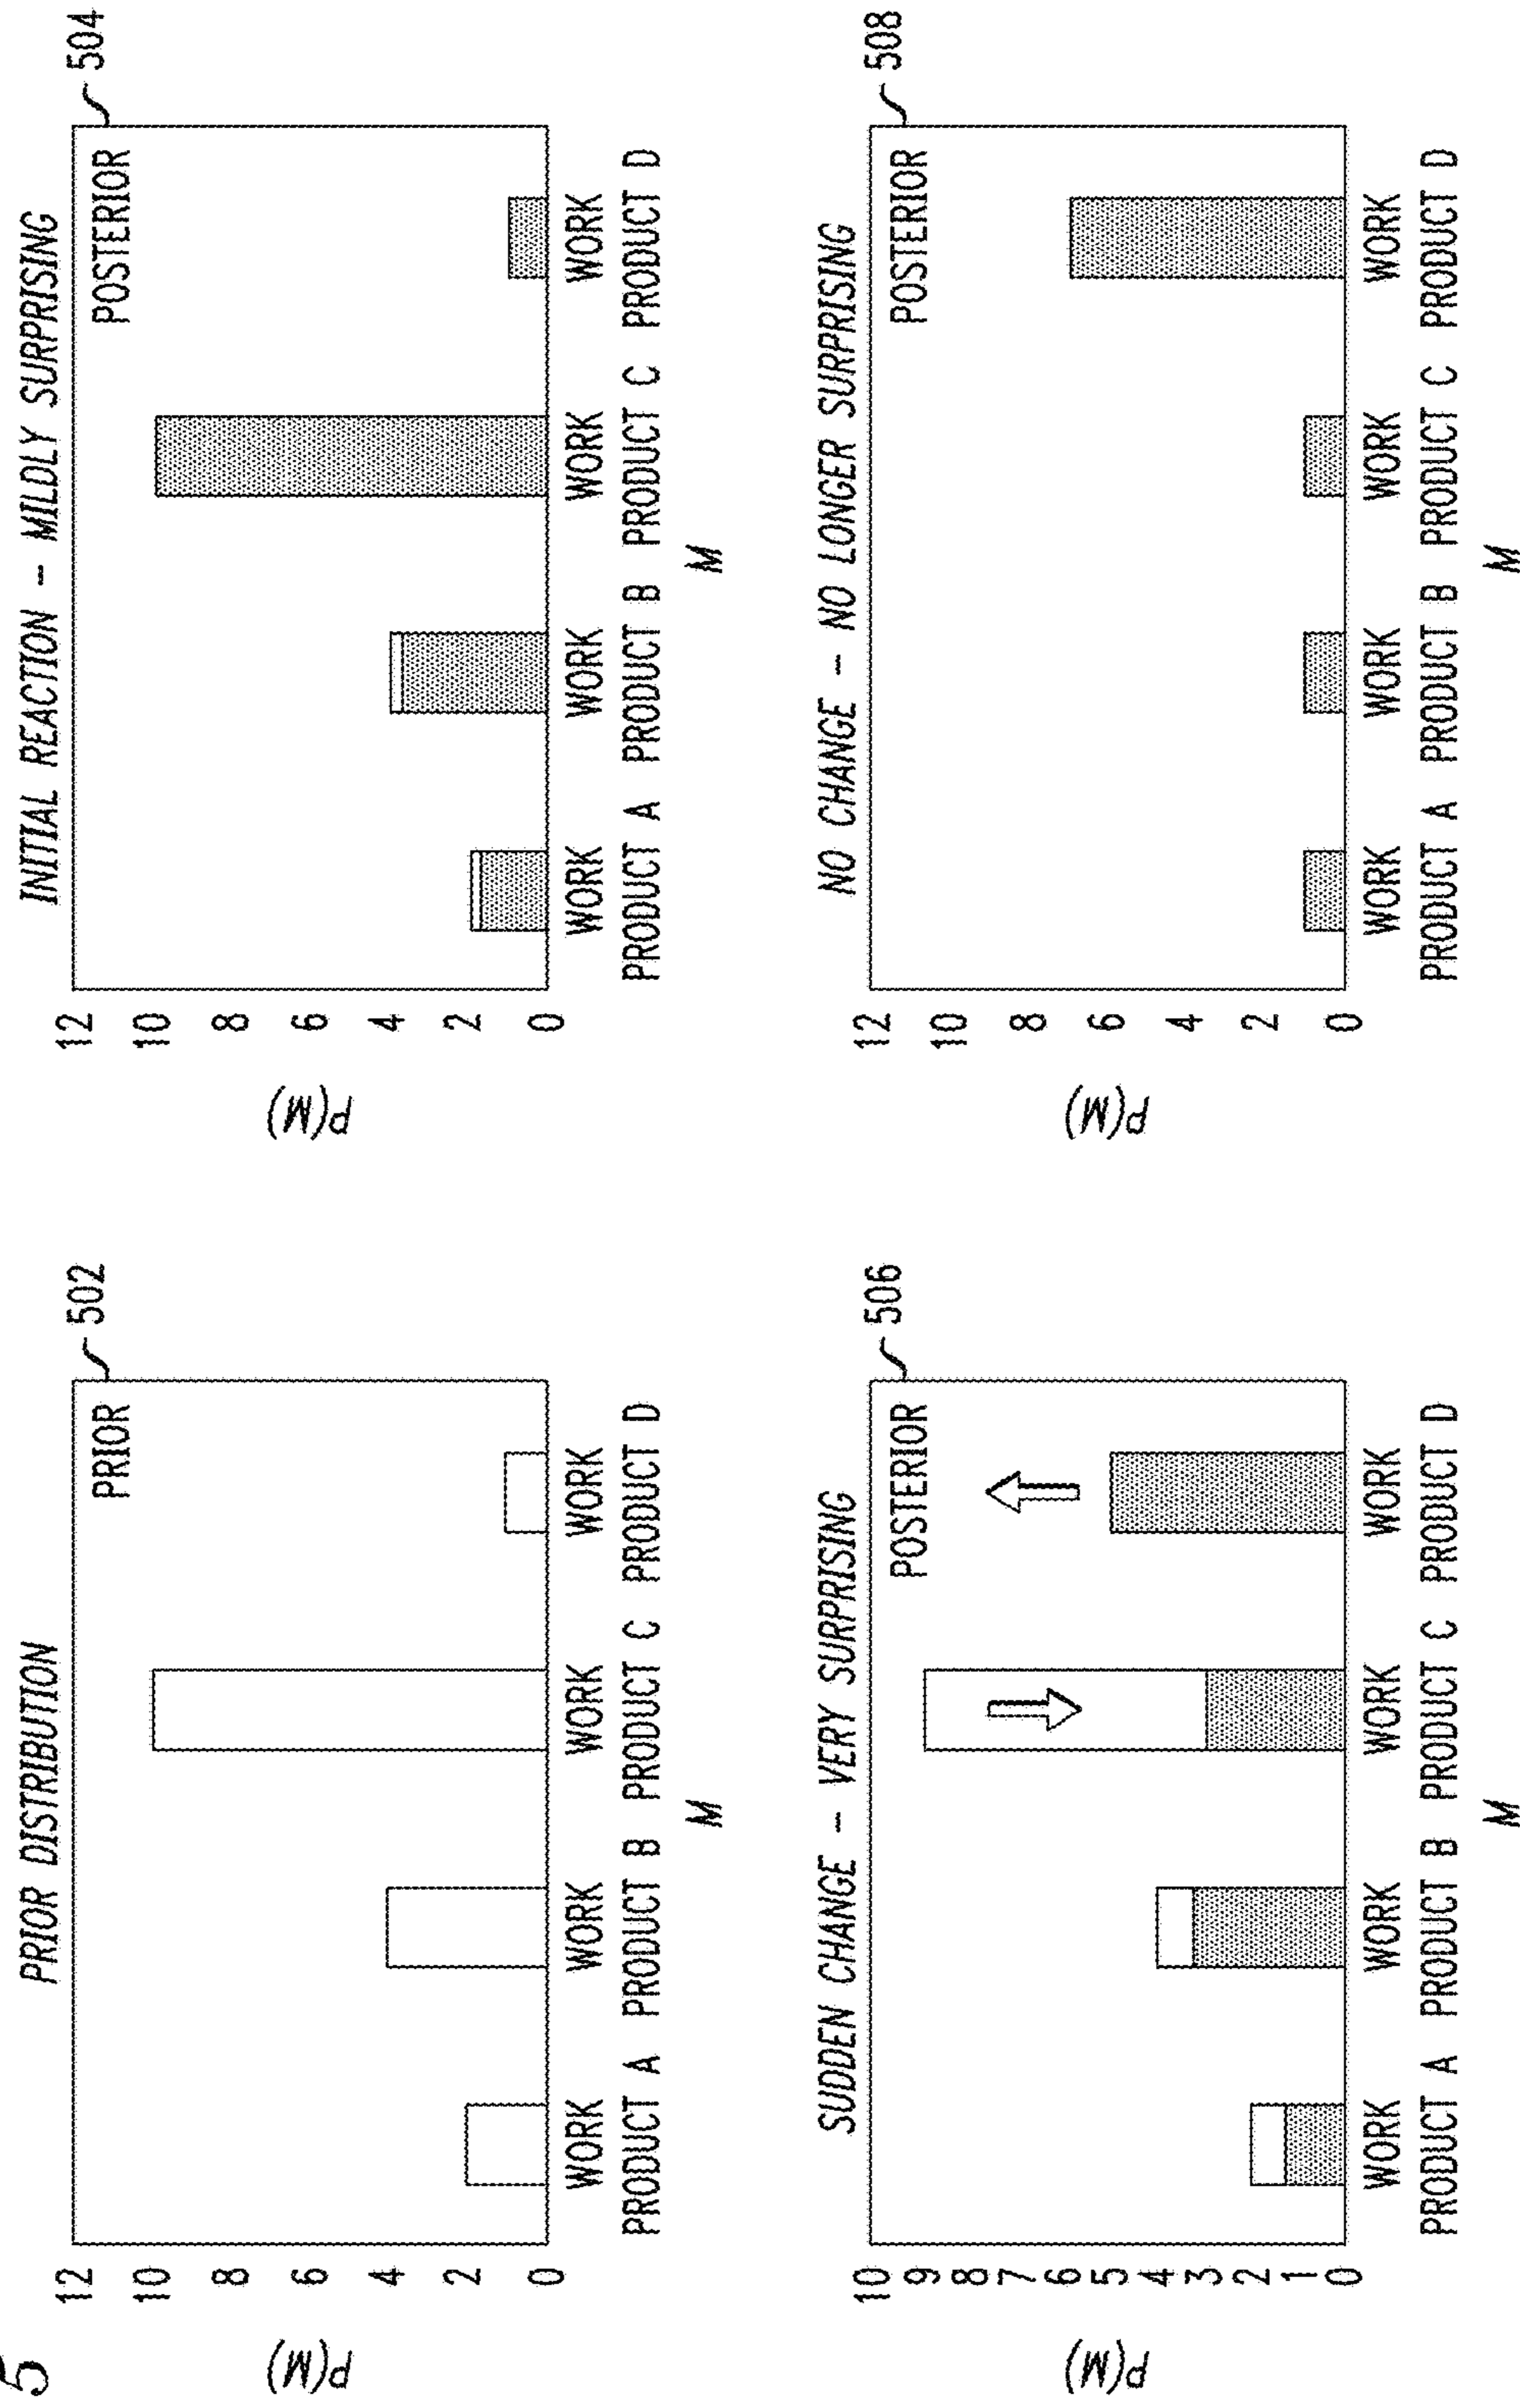 5
PRIOR DISTRIBUTION
502
PRIOR
P(M)
12
10
8
6
4
2
0
WORK WORK WORK WORK
PRODUCT A PRODUCT B PRODUCT C PRODUCT D
M
INITIAL REACTION - MILDLY SURPRISING
504
POSTERIOR
P(M)
12
10
8
6
4
2
0
WORK WORK WORK WORK
PRODUCT A PRODUCT B PRODUCT C PRODUCT D
M
SUDDEN CHANGE - VERY SURPRISING
506
POSTERIOR
P(M)
10
9
8
7
6
5
4
3
2
1
0
WORK WORK WORK WORK
PRODUCT A PRODUCT B PRODUCT C PRODUCT D
M
NO CHANGE - NO LONGER SURPRISING
508
POSTERIOR
P(M)
12
10
8
6
4
2
0
WORK WORK WORK WORK
PRODUCT A PRODUCT B PRODUCT C PRODUCT D
M